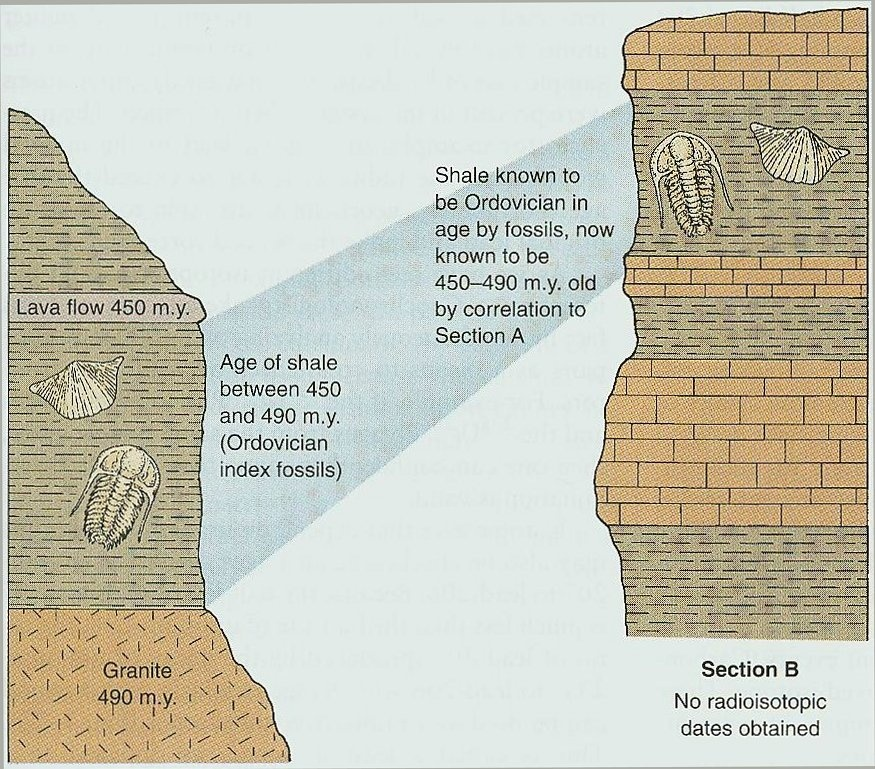 Lava flow 450 m.y.
Age of shale
between 450
and 490 m.y.
(Ordovician
index fossils)
Granite
490 m.y.
Shale known to
be Ordovician in
age by fossils, now
known to be
450–490 m.y. old
by correlation to
Section A
Section B
No radioisotopic
dates obtained